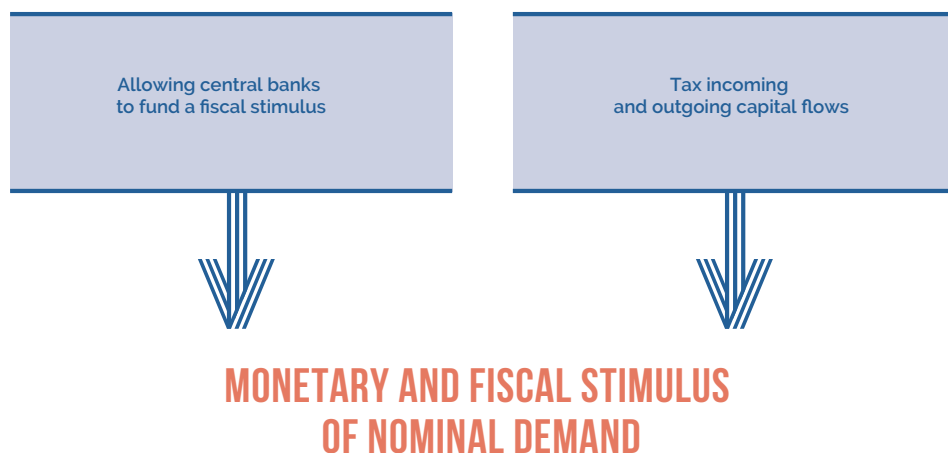 Allowing central banks
to fund a fiscal stimulus
Tax incoming
and outgoing capital flows
MONETARY AND FISCAL STIMULUS
OF NOMINAL DEMAND